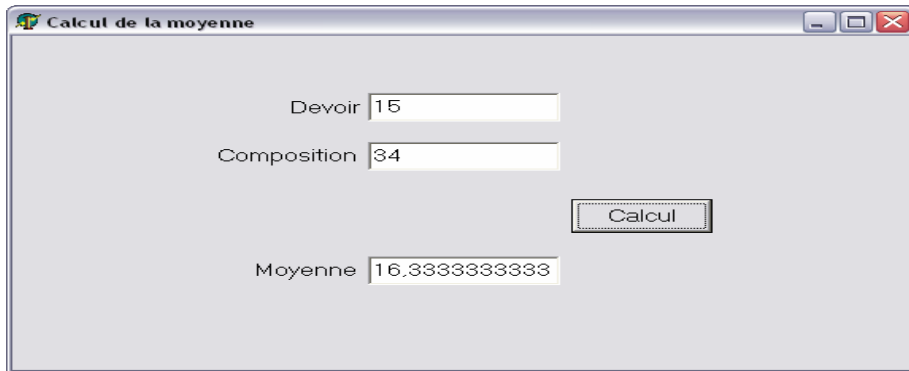 Calcul de la moyenne
Devoir 15
Composition 34
Calcul
Moyenne 16,3333333333